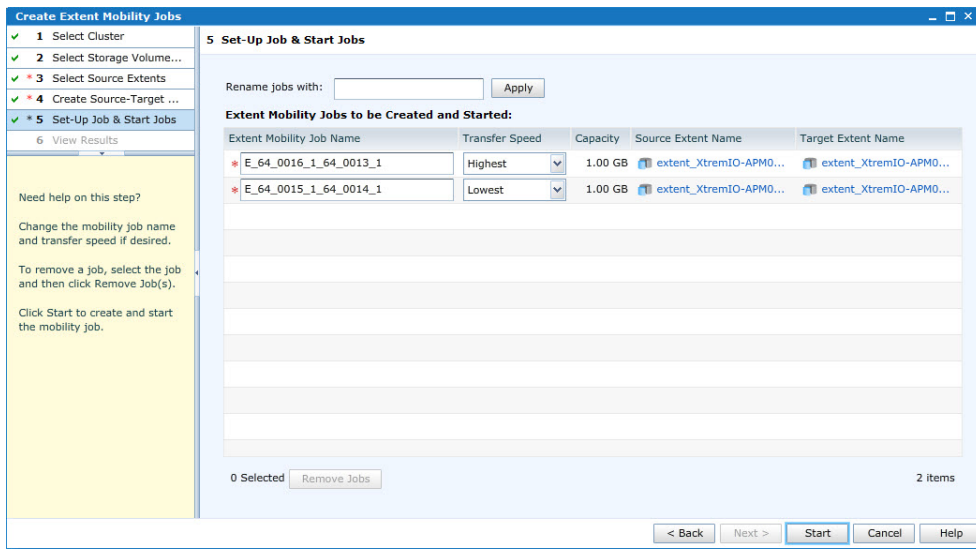 Create Extent Mobility Jobs
1 Select Cluster
2 Select Storage Volume...
* 3 Select Source Extents
* 4 Create Source-Target ...
* 5 Set-Up Job & Start Jobs
6 View Results
Need help on this step?
Change the mobility job name
and transfer speed if desired.
To remove a job, select the job
and then click Remove Job(s).
Click Start to create and start
the mobility job.
5 Set-Up Job & Start Jobs
Rename jobs with: Apply
Extent Mobility Jobs to be Created and Started:
Extent Mobility Job Name Transfer Speed Capacity Source Extent Name Target Extent Name
* E_64_0016_1_64_0013_1 Highest 1.00 GB extent_XtremIO-APM0... extent_XtremIO-APM0...
* E_64_0015_1_64_0014_1 Lowest 1.00 GB extent_XtremIO-APM0... extent_XtremIO-APM0...
0 Selected Remove Jobs 2 items
< Back Next > Start Cancel Help